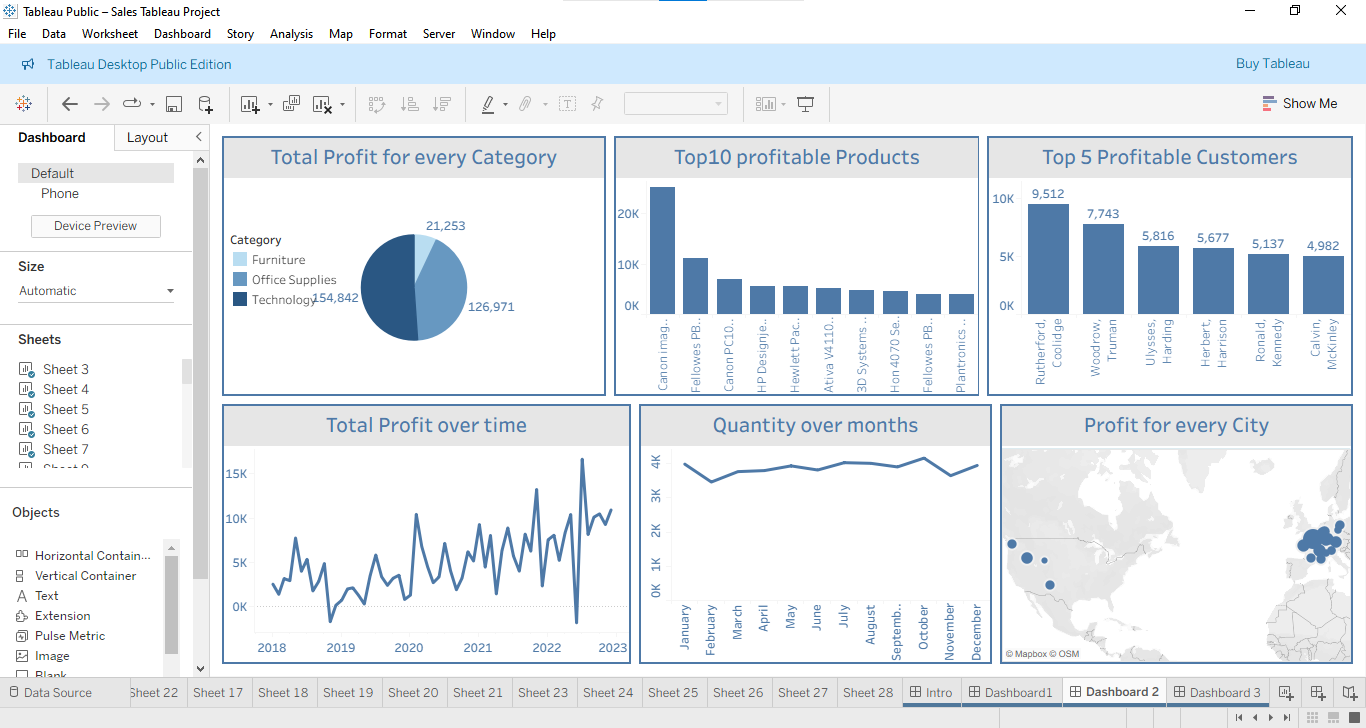 Tableau Public – Sales Tableau Project
File Data Worksheet Dashboard Story Analysis Map Format Server Window Help
Tableau Desktop Public Edition
Buy Tableau
Show Me
Dashboard
Layout
Default
Phone
Device Preview
Size
Automatic
Sheets
Sheet 3
Sheet 4
Sheet 5
Sheet 6
Sheet 7
Objects
Horizontal Contain...
Vertical Container
Text
Extension
Pulse Metric
Image
Blank
Total Profit for every Category
Category
Furniture
Office Supplies
Technology
21,253
154,842
126,971
Top10 profitable Products
20K
10K
0K
Canon imag..
Fellowes PB..
Canon PC10..
HP Designje..
Hewlett Pac..
Ativa V4110..
3D Systems ..
Hon 4070 Se..
Fellowes PB..
Plantronics ..
Top 5 Profitable Customers
10K
5K
0K
9,512
7,743
5,816
5,677
5,137
4,982
Rutherford,
Coolidge
Woodrow,
Truman
Ulysses,
Harding
Herbert,
Harrison
Ronald,
Kennedy
Calvin,
McKinley
Total Profit over time
15K
10K
5K
0K
2018 2019 2020 2021 2022 2023
Quantity over months
4K
3K
2K
1K
0K
January
February
March
April
May
June
July
August
Septemb..
October
November
December
Profit for every City
© Mapbox © OSM
Data Source Sheet 22 Sheet 17 Sheet 18 Sheet 19 Sheet 20 Sheet 21 Sheet 23 Sheet 24 Sheet 25 Sheet 26 Sheet 27 Sheet 28 Intro Dashboard1 Dashboard 2 Dashboard 3